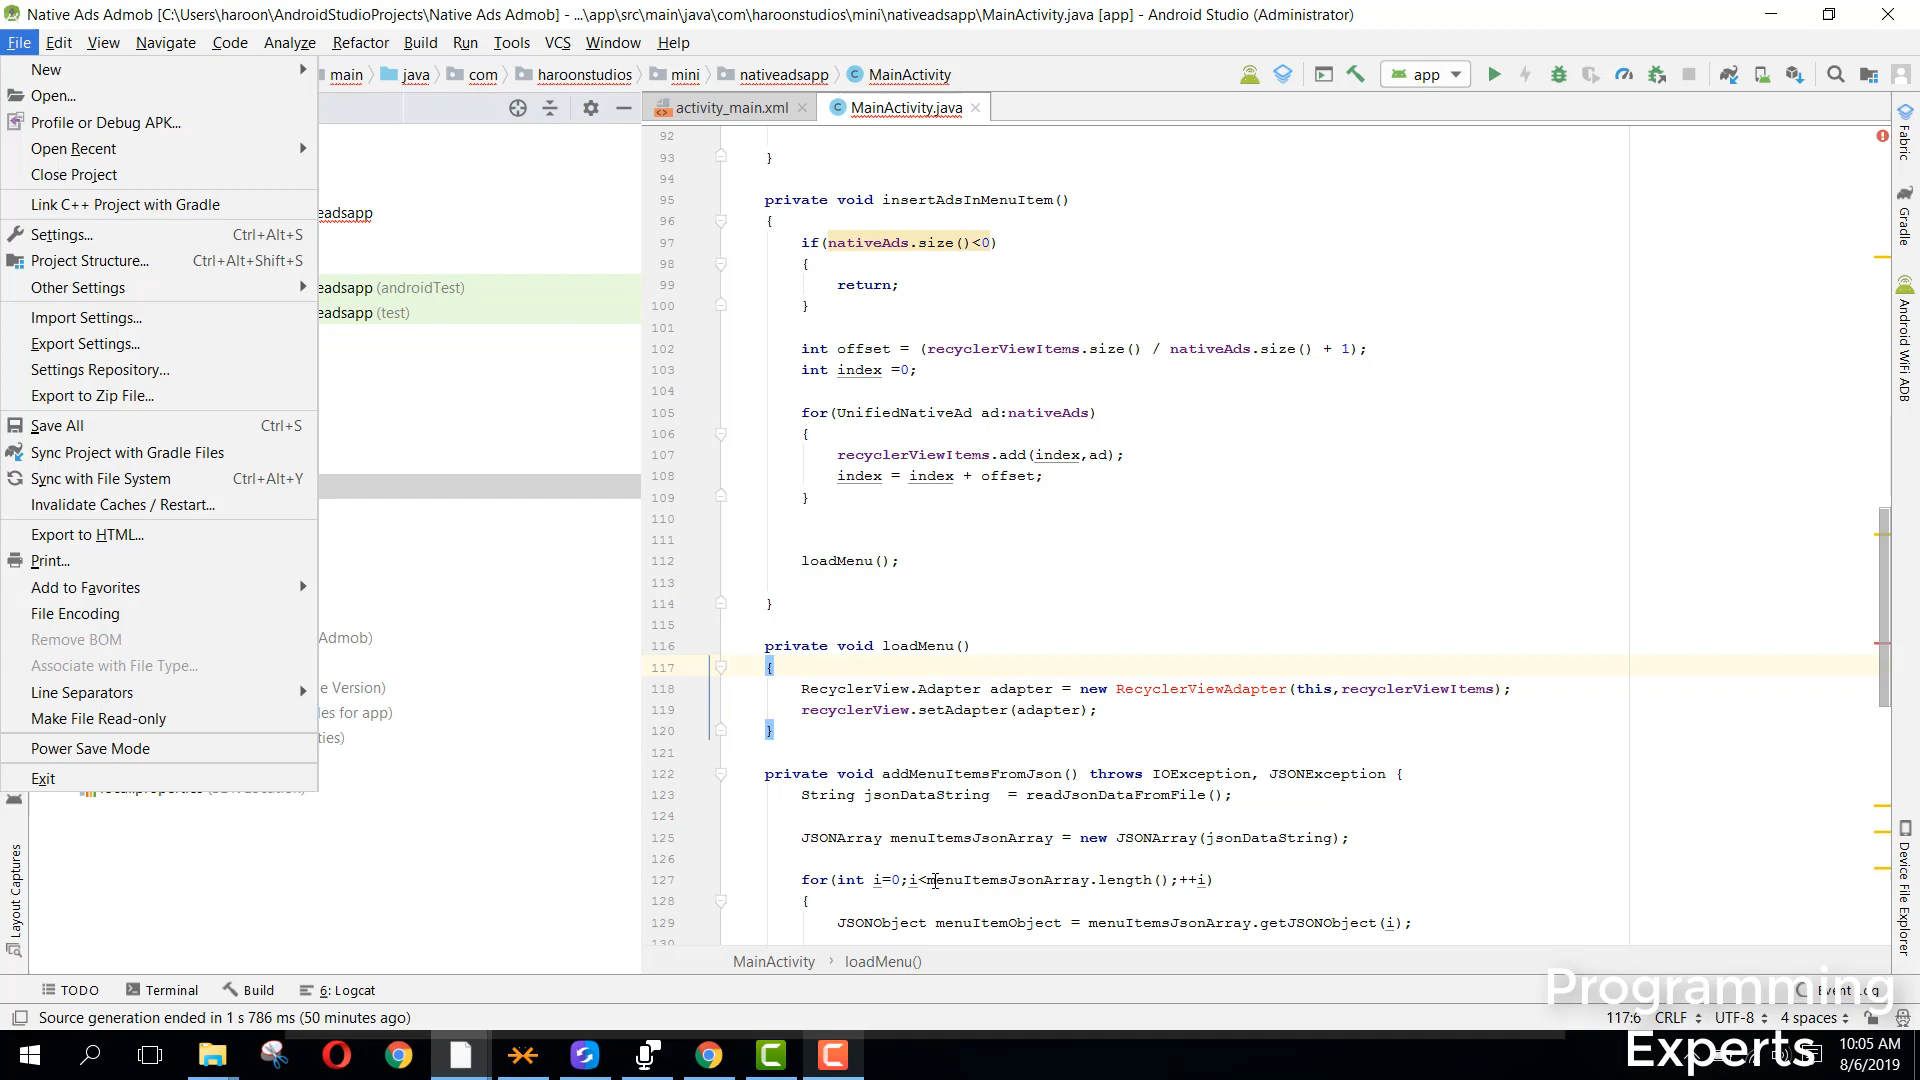 Native Ads Admob [C:\Users\haroon\AndroidStudioProjects\Native Ads Admob] - ...\app\src\main\java\com\haroonstudios\mini\nativeadsapp\MainActivity.java [app] - Android Studio (Administrator)
File Edit View Navigate Code Analyze Refactor Build Run Tools VCS Window Help
main java com haroonstudios mini nativeadsapp MainActivity
app
New
Open...
Profile or Debug APK...
Open Recent
Close Project
Link C++ Project with Gradle
Settings... Ctrl+Alt+S
Project Structure... Ctrl+Alt+Shift+S
Other Settings
Import Settings...
Export Settings...
Settings Repository...
Export to Zip File...
Save All Ctrl+S
Sync Project with Gradle Files
Sync with File System Ctrl+Alt+Y
Invalidate Caches / Restart...
Export to HTML...
Print...
Add to Favorites
File Encoding
Remove BOM
Associate with File Type...
Line Separators
Make File Read-only
Power Save Mode
Exit
eadsapp
eadsapp (androidTest)
eadsapp (test)
Admob)
e Version)
les for app)
ties)
activity_main.xml
MainActivity.java
92
93 }
94
95 private void insertAdsInMenuItem()
96 {
97 if(nativeAds.size()<0)
98 {
99 return;
100 }
101
102 int offset = (recyclerViewItems.size() / nativeAds.size() + 1);
103 int index =0;
104
105 for(UnifiedNativeAd ad:nativeAds)
106 {
107 recyclerViewItems.add(index,ad);
108 index = index + offset;
109 }
110
111
112 loadMenu();
113
114 }
115
116 private void loadMenu()
117 {
118 RecyclerView.Adapter adapter = new RecyclerViewAdapter(this,recyclerViewItems);
119 recyclerView.setAdapter(adapter);
120 }
121
122 private void addMenuItemsFromJson() throws IOException, JSONException {
123 String jsonDataString = readJsonDataFromFile();
124
125 JSONArray menuItemsJsonArray = new JSONArray(jsonDataString);
126
127 for(int i=0;i<menuItemsJsonArray.length();++i)
128 {
129 JSONObject menuItemObject = menuItemsJsonArray.getJSONObject(i);
130
MainActivity loadMenu()
Fabric
Gradle
Android WiFi ADB
Device File Explorer
Layout Captures
TODO Terminal Build 6: Logcat Event Log
Source generation ended in 1 s 786 ms (50 minutes ago)
117:6 CRLF UTF-8 4 spaces
Programming
Experts
10:05 AM
8/6/2019